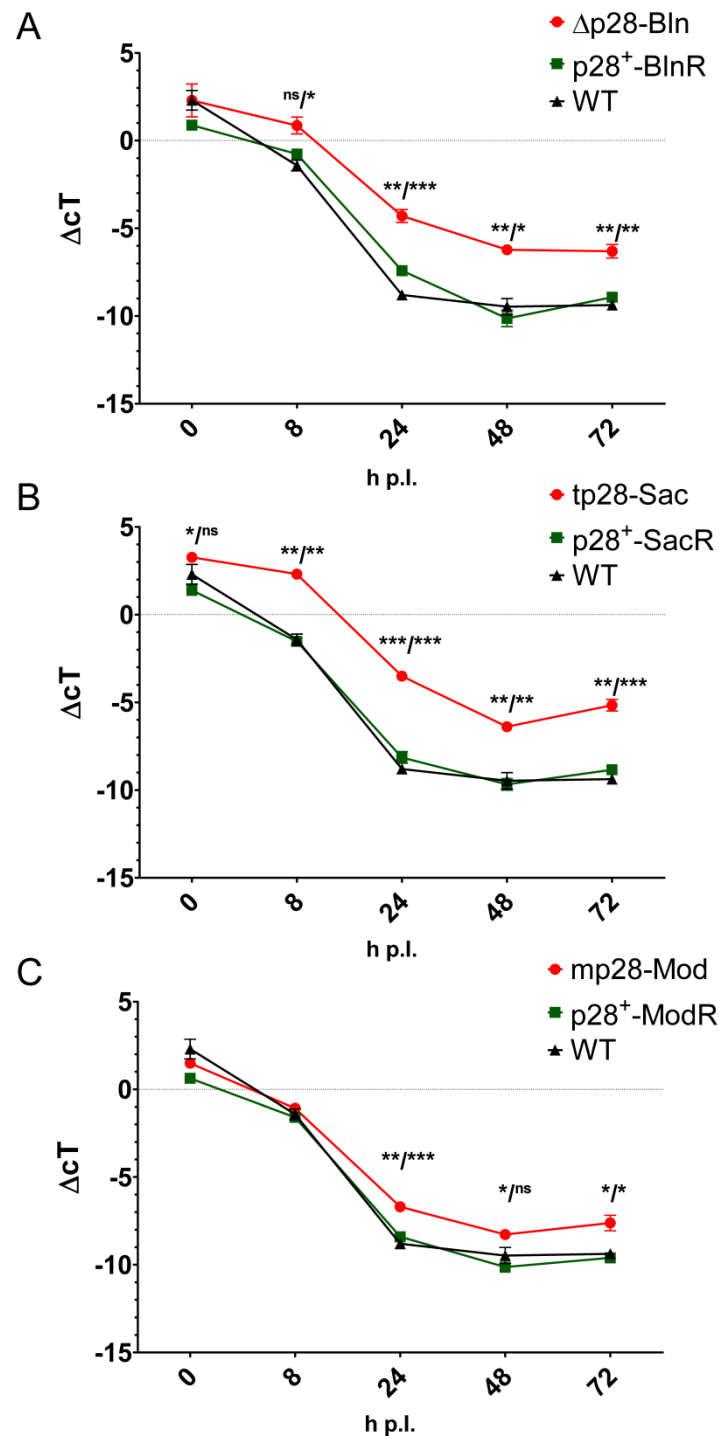 A
Δp28-Bln
p28⁺-BlnR
WT
5
0
-5
-10
-15
ΔcT
ns/*
**/***
**/*
**/**
0
8
24
48
72
h p.I.
B
tp28-Sac
p28⁺-SacR
WT
5
0
-5
-10
-15
ΔcT
*/ns
**/**
***/***
**/**
**/***
0
8
24
48
72
h p.I.
C
mp28-Mod
p28⁺-ModR
WT
5
0
-5
-10
-15
ΔcT
**/***
*/ns
*/*
0
8
24
48
72
h p.I.